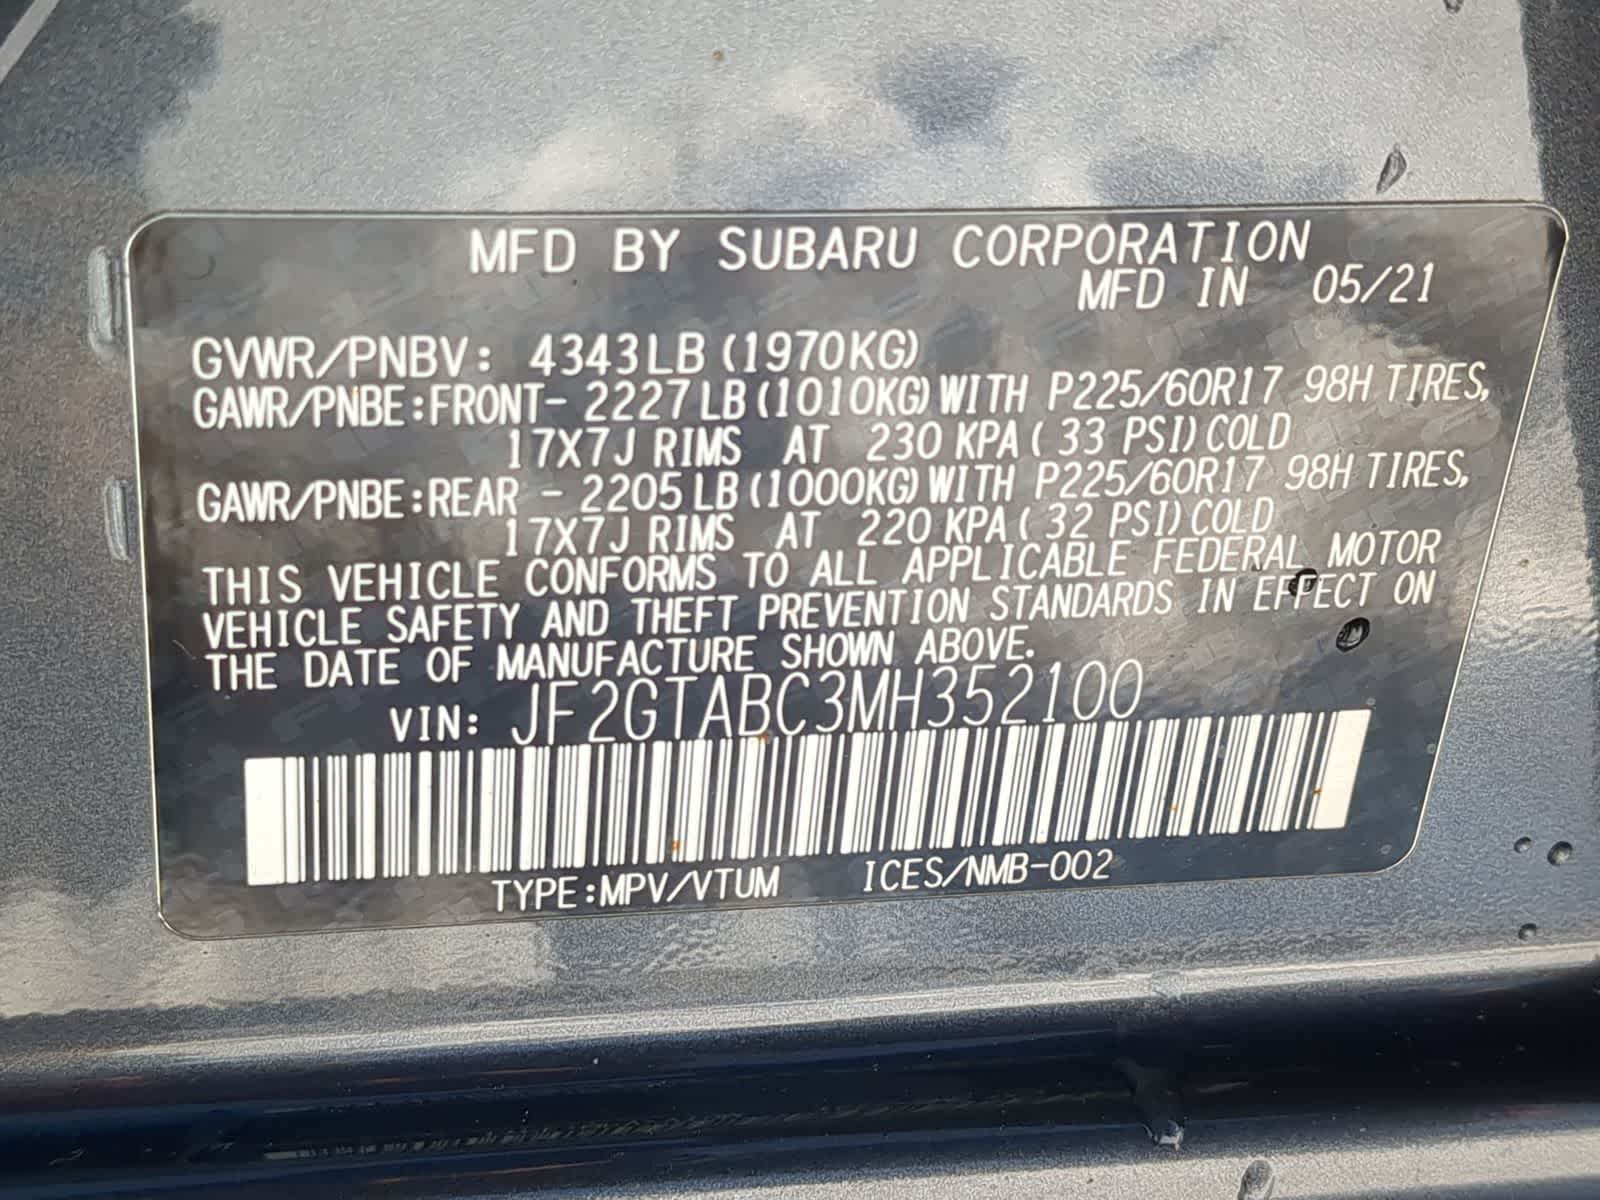 MFD BY SUBARU CORPORATION
MFD IN 05/21
GVWR/PNBV: 4343LB (1970KG)
GAWR/PNBE:FRONT- 2227LB (1010KG) WITH P225/60R17 98H TIRES,
17X7J RIMS AT 230 KPA ( 33 PSI) COLD
GAWR/PNBE:REAR - 2205LB (1000KG) WITH P225/60R17 98H TIRES,
17X7J RIMS AT 220 KPA ( 32 PSI) COLD
THIS VEHICLE CONFORMS TO ALL APPLICABLE FEDERAL MOTOR
VEHICLE SAFETY AND THEFT PREVENTION STANDARDS IN EFFECT ON
THE DATE OF MANUFACTURE SHOWN ABOVE.
VIN: JF2GTABC3MH352100
TYPE:MPV/VTUM ICES/NMB-002